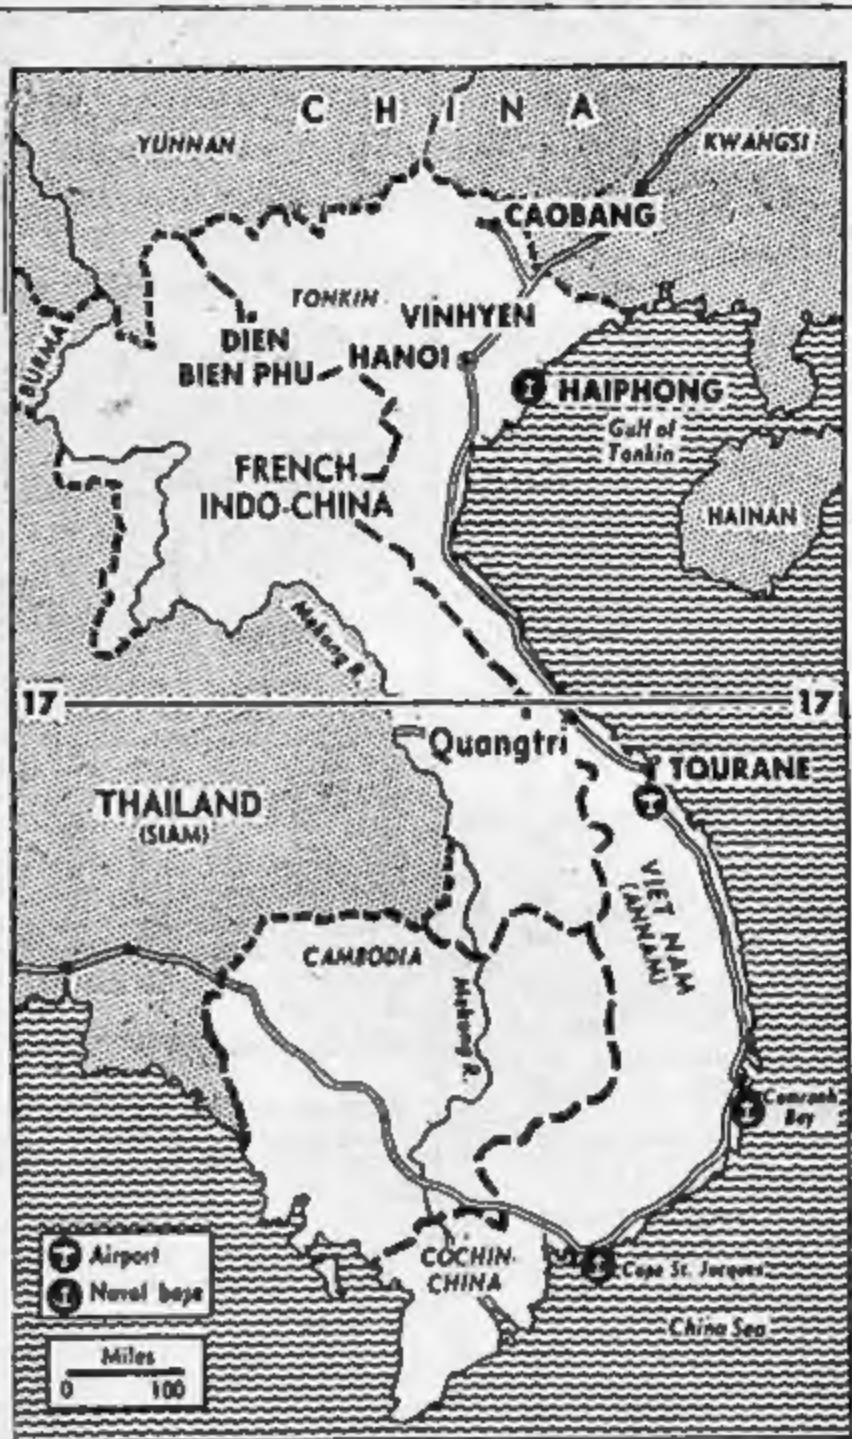 CHINA
YUNNAN
KWANGSI
CAOBANG
TONKIN
VINHYEN
BURMA
DIEN
BIEN PHU
HANOI
HAIPHONG
Gulf of
Tonkin
FRENCH
INDO-CHINA
HAINAN
Mekong R.
17 17
Quangtri
TOURANE
THAILAND
(SIAM)
VIET NAM
(ANNAM)
CAMBODIA
Mekong R.
Camranh
Bay
Airport
Naval base
COCHIN-
CHINA
Cape St. Jacques
China Sea
Miles
0 100